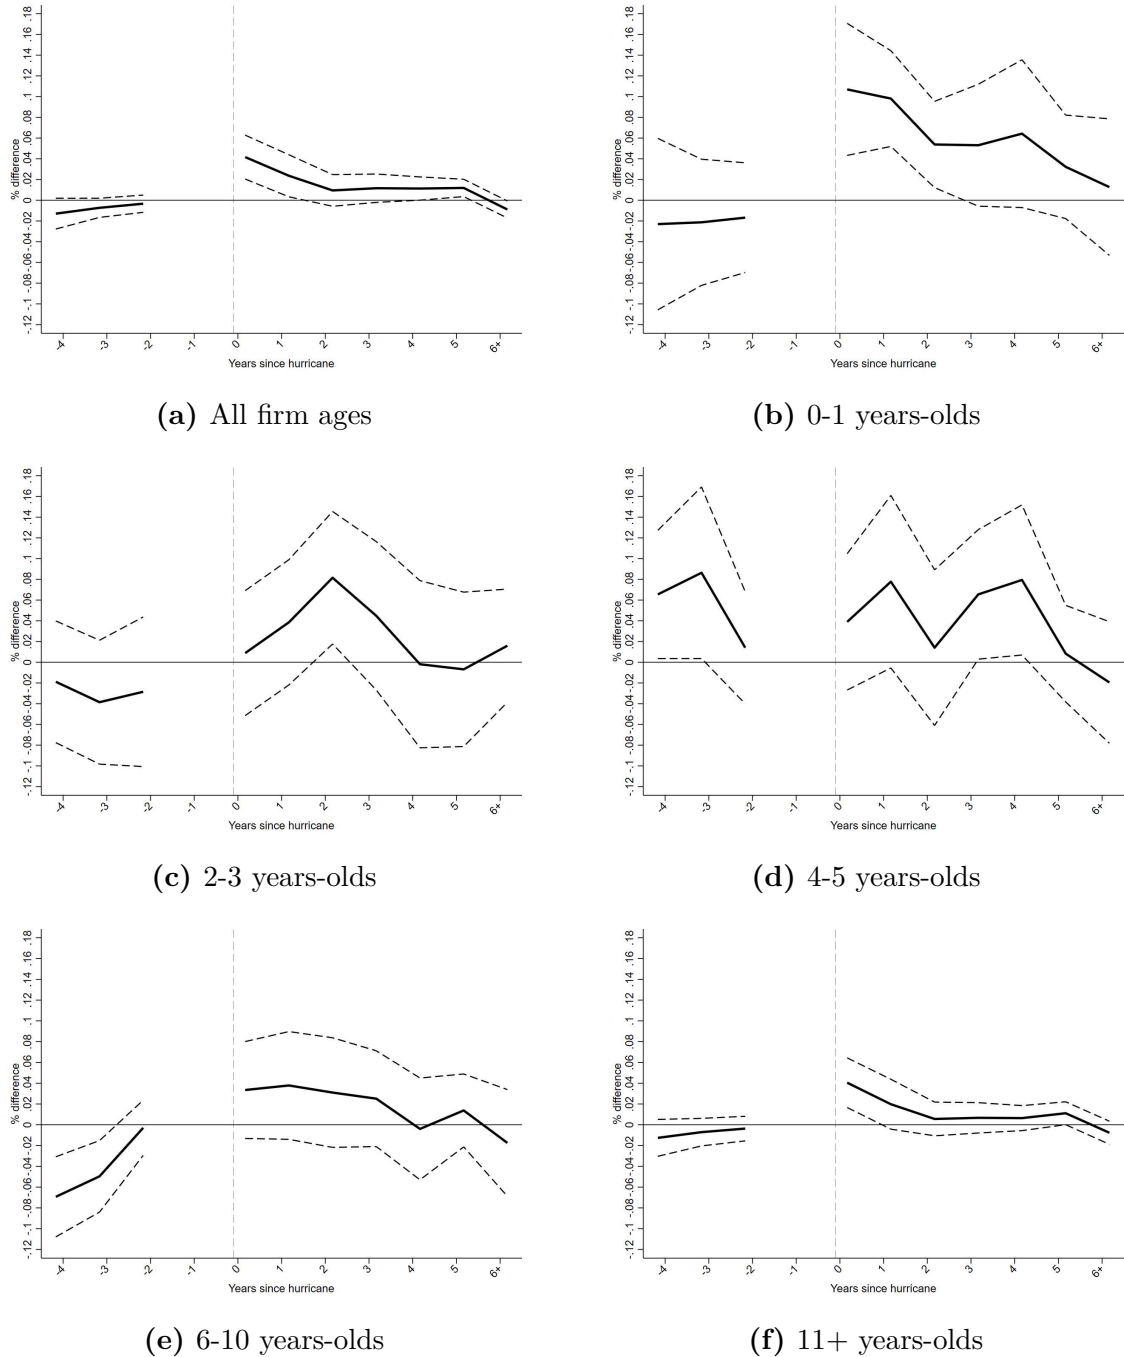 % difference
-.12 -.1 -.08 -.06 -.04 -.02 0 .02 .04 .06 .08 .1 .12 .14 .16 .18
-4 -3 -2 -1 0 1 2 3 4 5 6+
Years since hurricane
(a) All firm ages
% difference
-.12 -.1 -.08 -.06 -.04 -.02 0 .02 .04 .06 .08 .1 .12 .14 .16 .18
-4 -3 -2 -1 0 1 2 3 4 5 6+
Years since hurricane
(b) 0-1 years-olds
% difference
-.12 -.1 -.08 -.06 -.04 -.02 0 .02 .04 .06 .08 .1 .12 .14 .16 .18
-4 -3 -2 -1 0 1 2 3 4 5 6+
Years since hurricane
(c) 2-3 years-olds
% difference
-.12 -.1 -.08 -.06 -.04 -.02 0 .02 .04 .06 .08 .1 .12 .14 .16 .18
-4 -3 -2 -1 0 1 2 3 4 5 6+
Years since hurricane
(d) 4-5 years-olds
% difference
-.12 -.1 -.08 -.06 -.04 -.02 0 .02 .04 .06 .08 .1 .12 .14 .16 .18
-4 -3 -2 -1 0 1 2 3 4 5 6+
Years since hurricane
(e) 6-10 years-olds
% difference
-.12 -.1 -.08 -.06 -.04 -.02 0 .02 .04 .06 .08 .1 .12 .14 .16 .18
-4 -3 -2 -1 0 1 2 3 4 5 6+
Years since hurricane
(f) 11+ years-olds